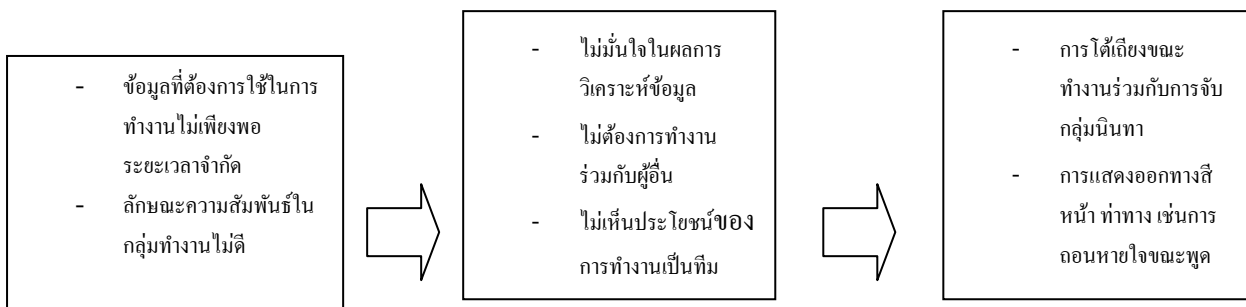 - ข้อมูลที่ต้องการใช้ในการ
ทำงานไม่เพียงพอ
ระยะเวลาจำกัด
- ลักษณะความสัมพันธ์ใน
กลุ่มทำงานไม่ดี
- ไม่มั่นใจในผลการ
วิเคราะห์ข้อมูล
- ไม่ต้องการทำงาน
ร่วมกับผู้อื่น
- ไม่เห็นประโยชน์ของ
การทำงานเป็นทีม
- การโต้เถียงขณะ
ทำงานร่วมกับการจับ
กลุ่มนินทา
- การแสดงออกทางสี
หน้า ท่าทาง เช่นการ
ถอนหายใจขณะพูด